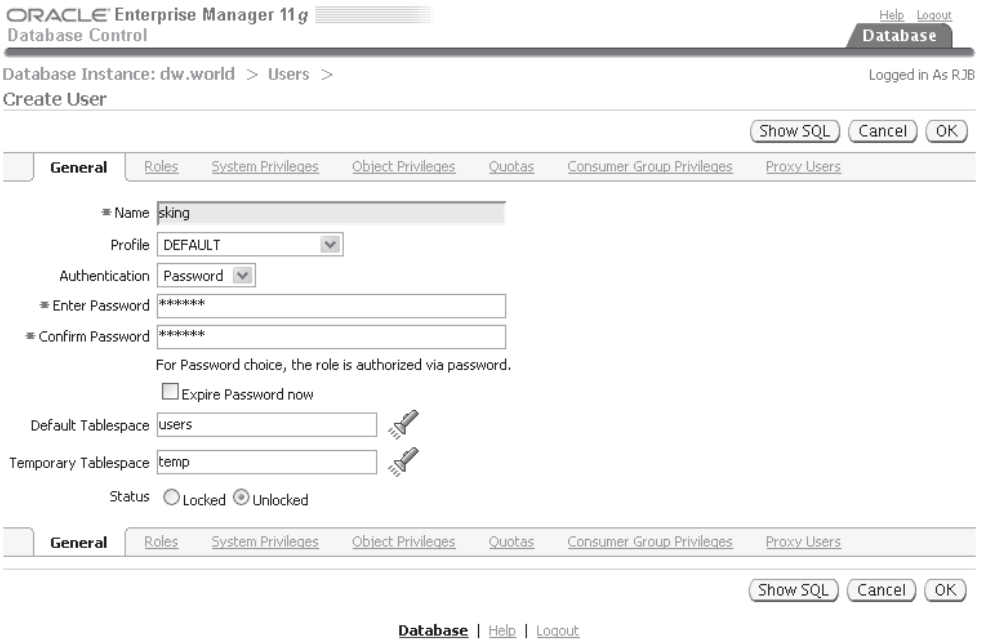 ORACLE Enterprise Manager 11g
Database Control
Help Logout
Database
Database Instance: dw.world > Users >
Logged in As RJB
Create User
Show SQL Cancel OK
General Roles System Privileges Object Privileges Quotas Consumer Group Privileges Proxy Users
* Name sking
Profile DEFAULT
Authentication Password
* Enter Password ******
* Confirm Password ******
For Password choice, the role is authorized via password.
Expire Password now
Default Tablespace users
Temporary Tablespace temp
Status Locked Unlocked
General Roles System Privileges Object Privileges Quotas Consumer Group Privileges Proxy Users
Show SQL Cancel OK
Database | Help | Logout